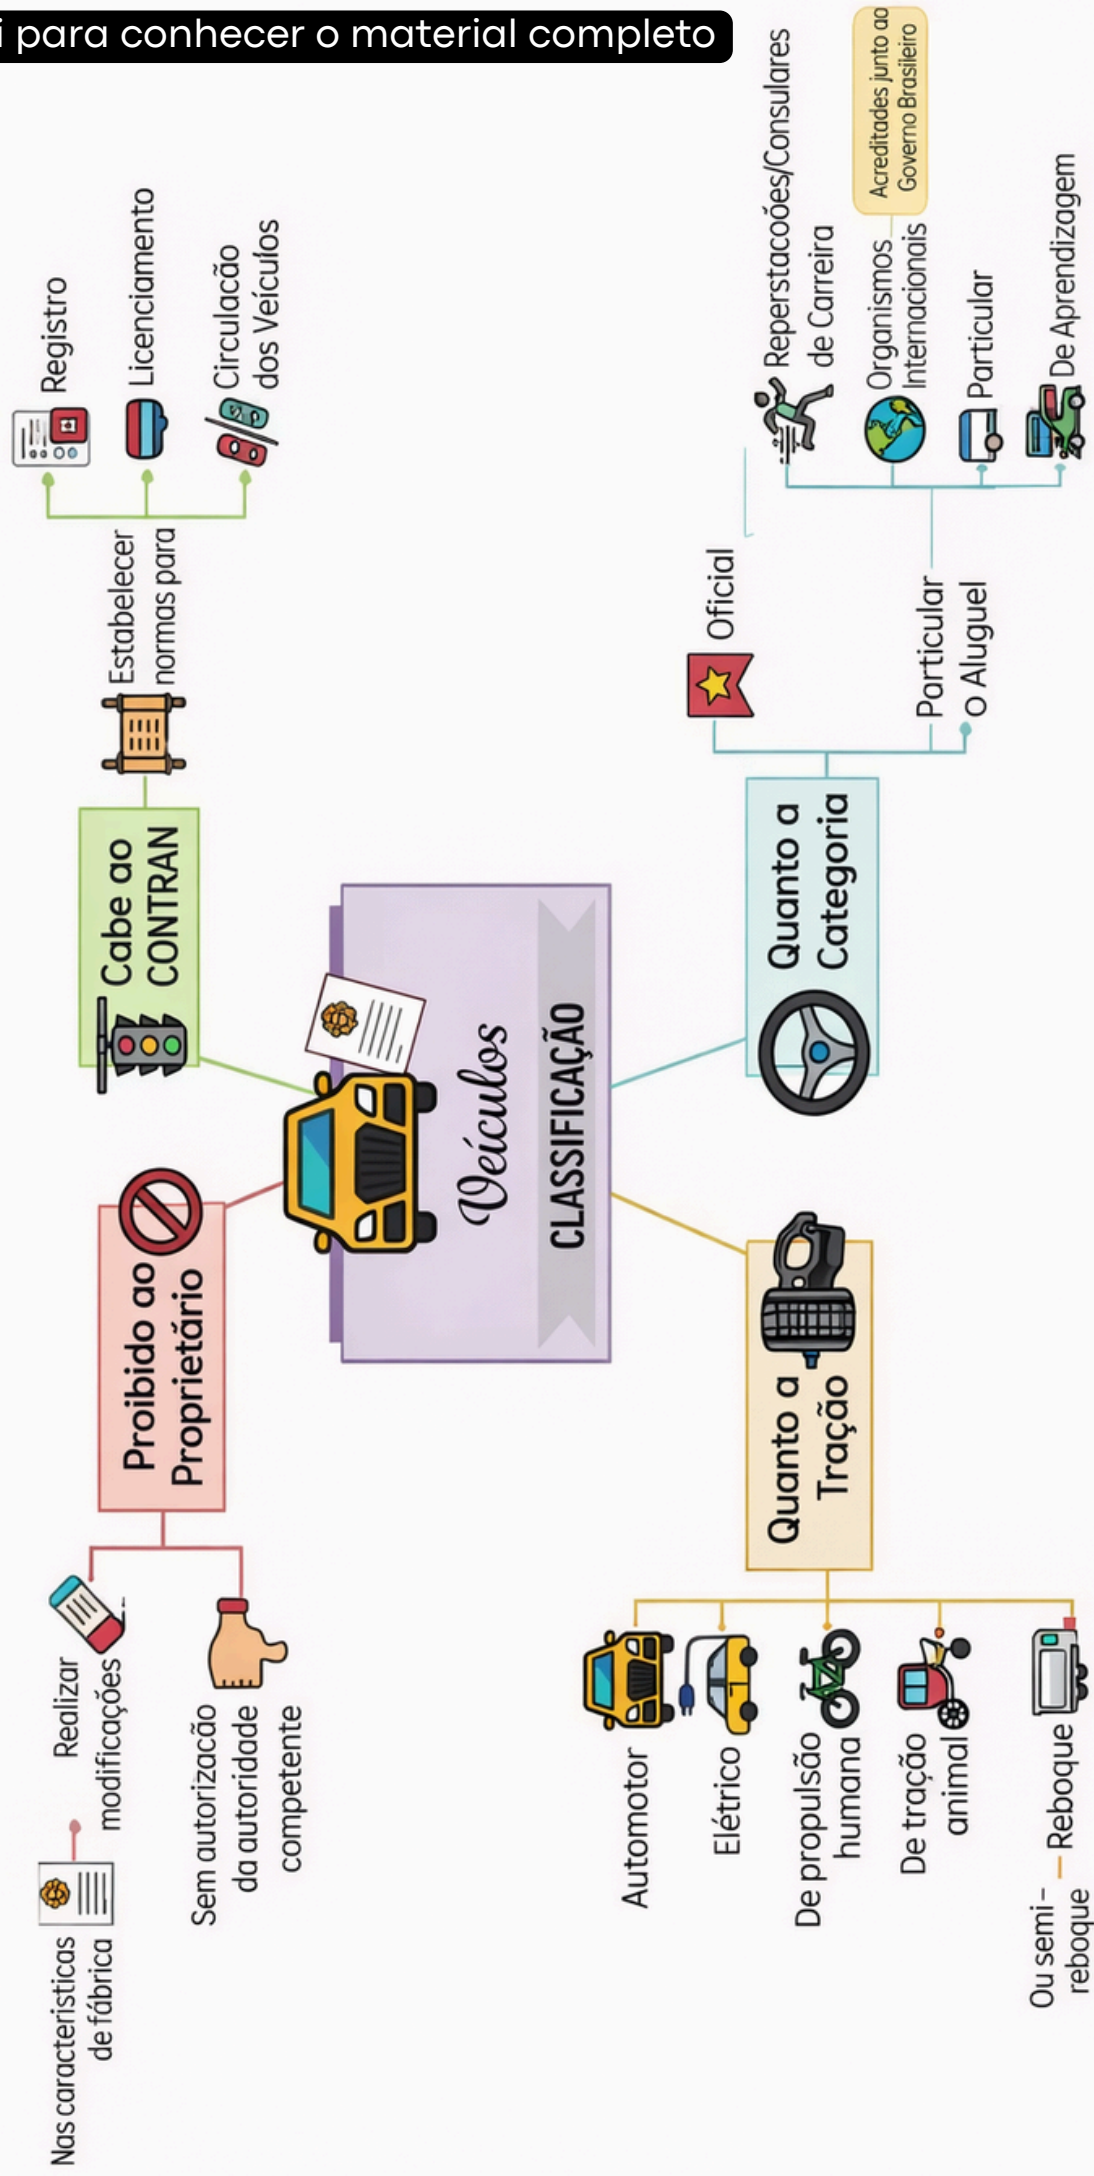 i para conhecer o material completo
Veículos
CLASSIFICAÇÃO
Proibido ao
Proprietário
Realizar
modificações
Nas caracteristicas
de fábrica
Sem autorizacão
da autoridade
competente
Cabe ao
CONTRAN
Estabelecer
normas para
Registro
Licenciamento
Circulacão
dos Veículos
Quanto a
Tração
Automotor
Elétrico
De propulsão
humana
De tração
animal
Reboque
Ou semi-
reboque
Quanto a
Categoria
Oficial
Particular
o Aluguel
Reperstacoões/Consulares
de Carreira
Organismos
Internacionais
Acreditades junto ao
Governo Brasileiro
Particular
De Aprendizagem